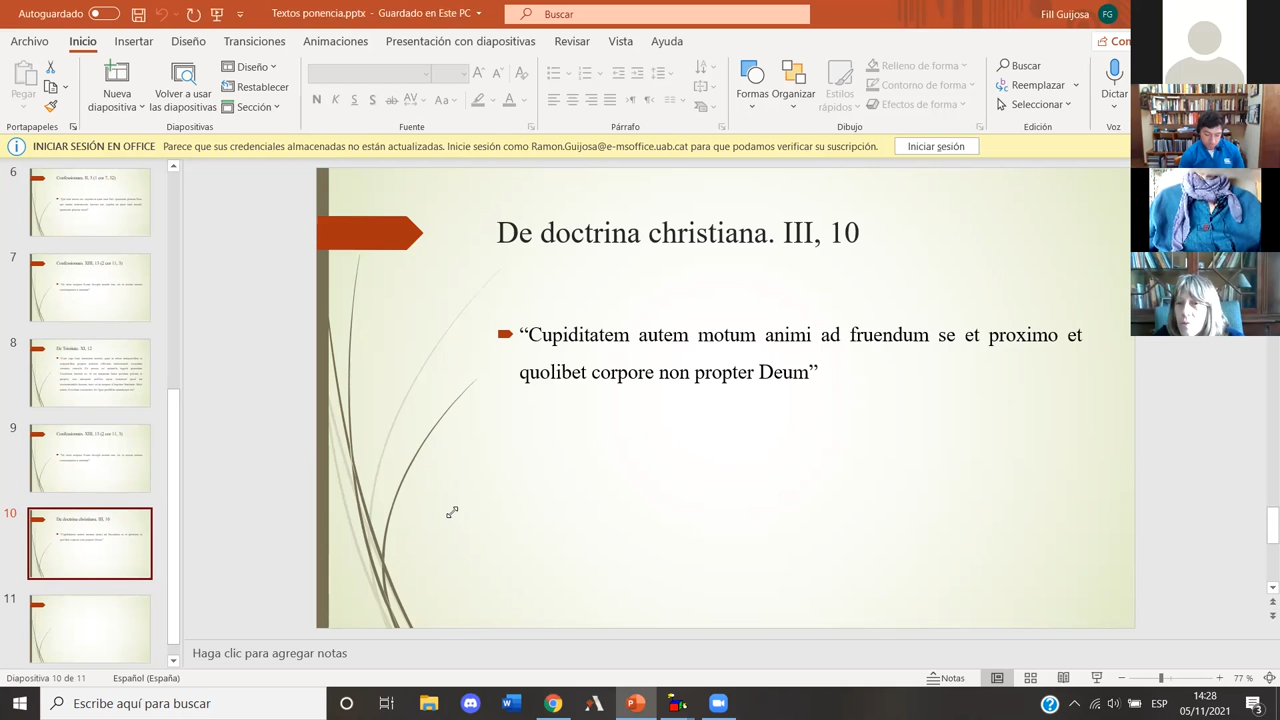 Autoguardado
Textos ponencia.pptx • Guardado en Este PC
Buscar
Fill Guijosa
FG
Archivo
Inicio
Insertar
Diseño
Transiciones
Animaciones
Presentación con diapositivas
Revisar
Vista
Ayuda
Com
Pegar
Nueva diapositiva
Volver a usar las diapositivas
Diseño
Restablecer
Sección
Formas
Organizar
Estilos rápidos
Relleno de forma
Contorno de forma
Efectos de forma
Buscar
Reemplazar
Seleccionar
Dictar
Portapapeles
Diapositivas
Fuente
Párrafo
Dibujo
Edición
Voz
INICIAR SESIÓN EN OFFICE Parece que sus credenciales almacenadas no están actualizadas. Inicie sesión como Ramon.Guijosa@e-msoffice.uab.cat para que podamos verificar su suscripción.
Iniciar sesión
6
7
8
9
10
11
De doctrina christiana. III, 10
“Cupiditatem autem motum animi ad fruendum se et proximo et
quolibet corpore non propter Deum”
Haga clic para agregar notas
Diapositiva 10 de 11
Español (España)
Notas
77 %
Escribe aquí para buscar
ESP
14:28
05/11/2021
3